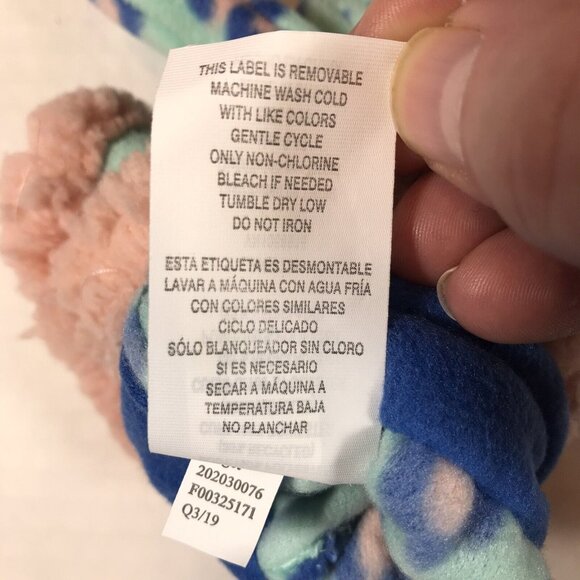 THIS LABEL IS REMOVABLE
MACHINE WASH COLD
WITH LIKE COLORS
GENTLE CYCLE
ONLY NON-CHLORINE
BLEACH IF NEEDED
TUMBLE DRY LOW
DO NOT IRON
ESTA ETIQUETA ES DESMONTABLE
LAVAR A MÁQUINA CON AGUA FRÍA
CON COLORES SIMILARES
CICLO DELICADO
SÓLO BLANQUEADOR SIN CLORO
SI ES NECESARIO
SECAR A MÁQUINA A
TEMPERATURA BAJA
NO PLANCHAR
202030076
F00325171
Q3/19